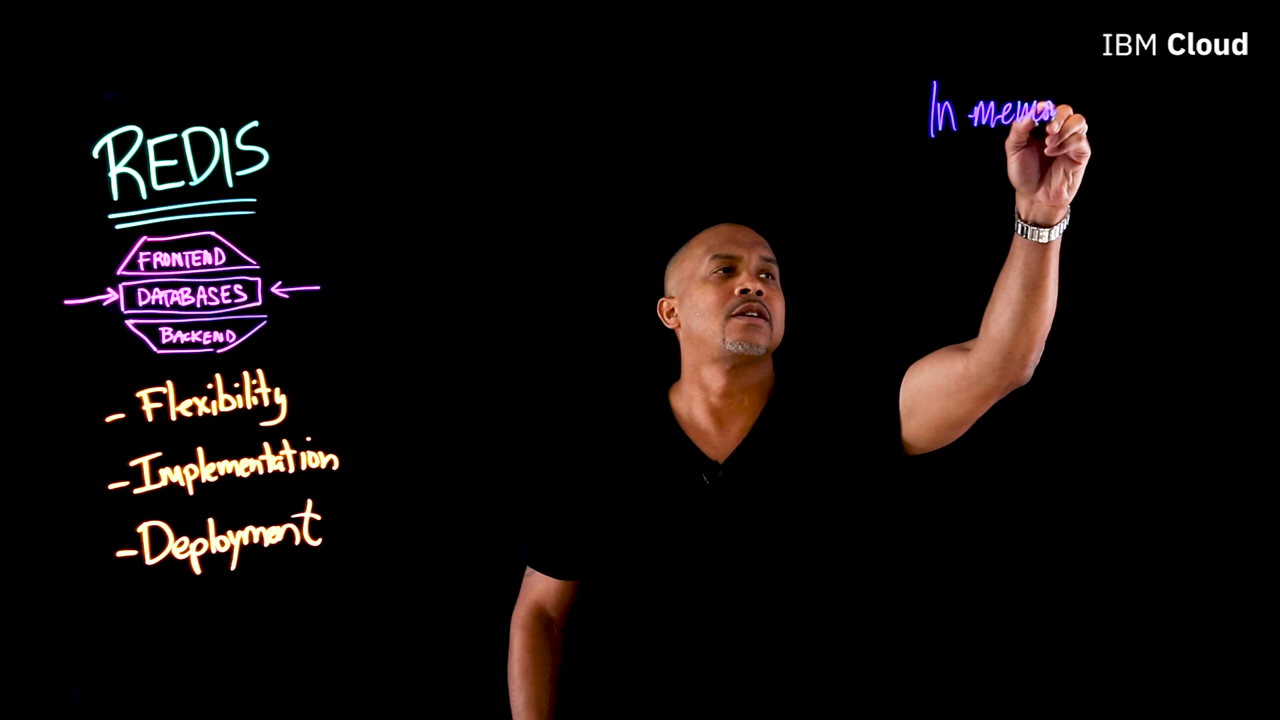 IBM Cloud
In-memo
REDIS
FRONTEND
DATABASES
BACKEND
- Flexibility
- Implementation
- Deployment